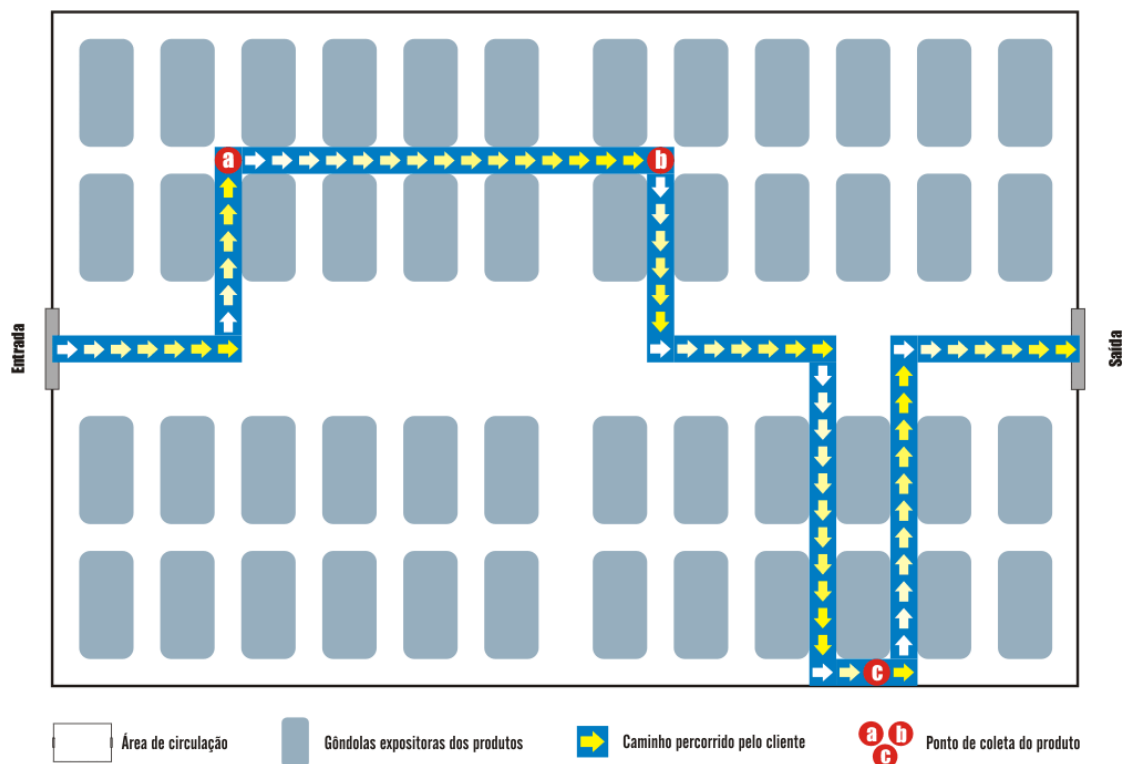 a
b
Entrada
Saída
c
Área de circulação
Gôndolas expositoras dos produtos
Caminho percorrido pelo cliente
a b
c
Ponto de coleta do produto